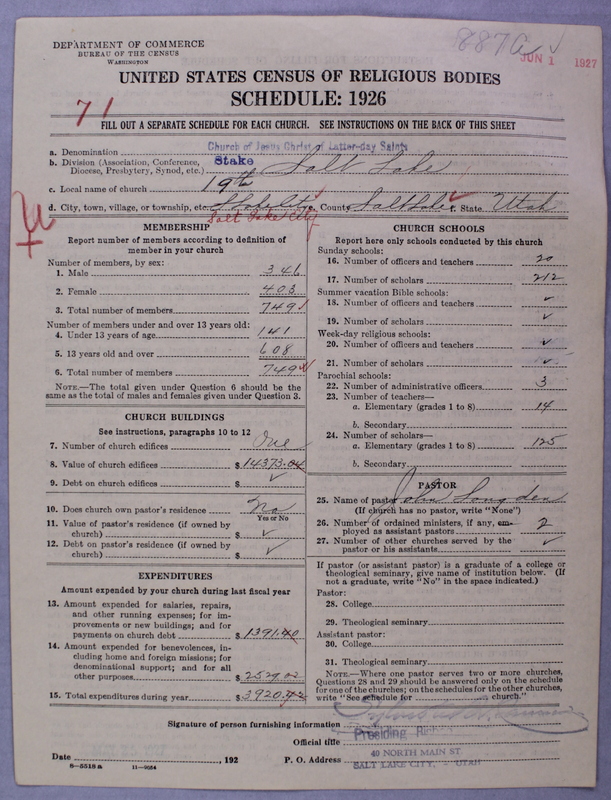 887A ✓
DEPARTMENT OF COMMERCE
BUREAU OF THE CENSUS
WASHINGTON
JUN 1 1927
UNITED STATES CENSUS OF RELIGIOUS BODIES
SCHEDULE: 1926
71
FILL OUT A SEPARATE SCHEDULE FOR EACH CHURCH. SEE INSTRUCTIONS ON THE BACK OF THIS SHEET
a. Denomination Church of Jesus Christ of Latter-day Saints
b. Division (Association, Conference, Diocese, Presbytery, Synod, etc.) Stake Salt Lake
c. Local name of church 19th
d. City, town, village, or township, etc. e. County Salt Lake f. State Utah
Salt Lake City
MEMBERSHIP
Report number of members according to definition of
member in your church
Number of members, by sex:
1. Male 346
2. Female 403
3. Total number of members 749
Number of members under and over 13 years old:
4. Under 13 years of age 141
5. 13 years old and over 608
6. Total number of members 749
NOTE.—The total given under Question 6 should be the
same as the total of males and females given under Question 3.
CHURCH BUILDINGS
See instructions, paragraphs 10 to 12
7. Number of church edifices One
8. Value of church edifices $ 14373.04
9. Debt on church edifices $ ✓
10. Does church own pastor's residence No
Yes or No
11. Value of pastor's residence (if owned by
church) $ ✓
12. Debt on pastor's residence (if owned by
church) $ ✓
EXPENDITURES
Amount expended by your church during last fiscal year
13. Amount expended for salaries, repairs,
and other running expenses; for im-
provements or new buildings; and for
payments on church debt $ 1391.40
14. Amount expended for benevolences, in-
cluding home and foreign missions; for
denominational support; and for all
other purposes $ 2529.02
15. Total expenditures during year $ 3920.42
CHURCH SCHOOLS
Report here only schools conducted by this church
Sunday schools:
16. Number of officers and teachers 20
17. Number of scholars 212
Summer vacation Bible schools:
18. Number of officers and teachers ✓
19. Number of scholars ✓
Week-day religious schools:
20. Number of officers and teachers ✓
21. Number of scholars ✓
Parochial schools:
22. Number of administrative officers 3
23. Number of teachers—
a. Elementary (grades 1 to 8) 14
b. Secondary
24. Number of scholars—
a. Elementary (grades 1 to 8) 125
b. Secondary
PASTOR
25. Name of pastor John Longden
(If church has no pastor, write "None")
26. Number of ordained ministers, if any, em-
ployed as assistant pastors 2
27. Number of other churches served by the
pastor or his assistants ✓
If pastor (or assistant pastor) is a graduate of a college or
theological seminary, give name of institution below. (If
not a graduate, write "No" in the space indicated.)
Pastor:
28. College
29. Theological seminary
Assistant pastor:
30. College
31. Theological seminary
NOTE.—Where one pastor serves two or more churches,
Questions 28 and 29 should be answered only on the schedule
for one of the churches; on the schedules for the other churches,
write "See schedule for church."
Signature of person furnishing information
Official title Presiding
Date , 192 P. O. Address 40 NORTH MAIN ST.
SALT LAKE CITY, UTAH
8—5518 a 11—9264